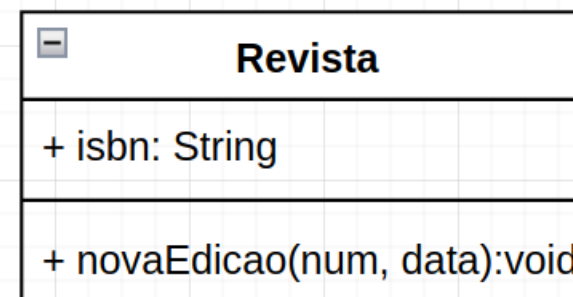 Revista
+ isbn: String
+ novaEdicao(num, data):void